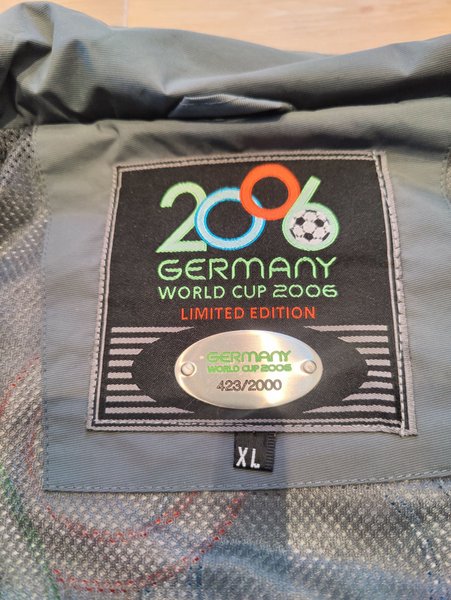 2006
GERMANY
WORLD CUP 2006
LIMITED EDITION
GERMANY
WORLD CUP 2006
423/2000
XL